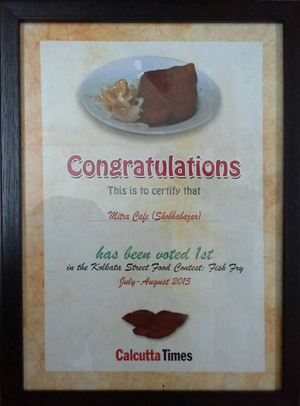 Congratulations
This is to certify that
Mitra Cafe (Shobhabazar)
has been voted 1st
in the Kolkata Street Food Contest: Fish Fry
July-August 2015
Calcutta Times